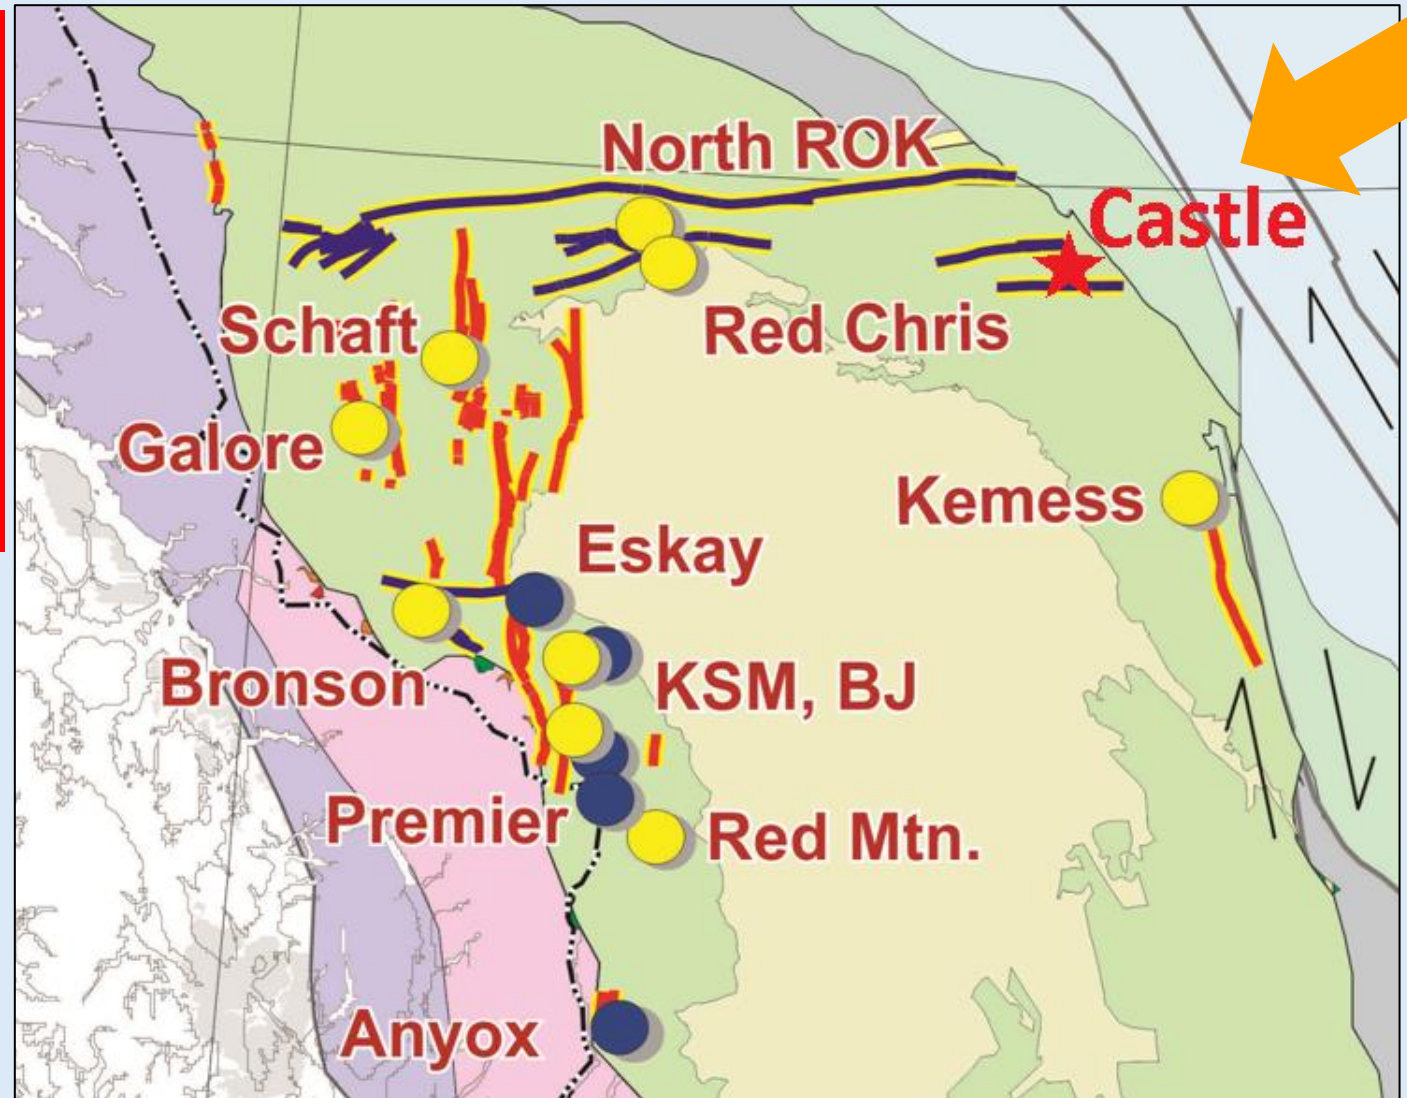 North ROK
Castle
Schaft
Red Chris
Galore
Kemess
Eskay
Bronson
KSM, BJ
Premier
Red Mtn.
Anyox